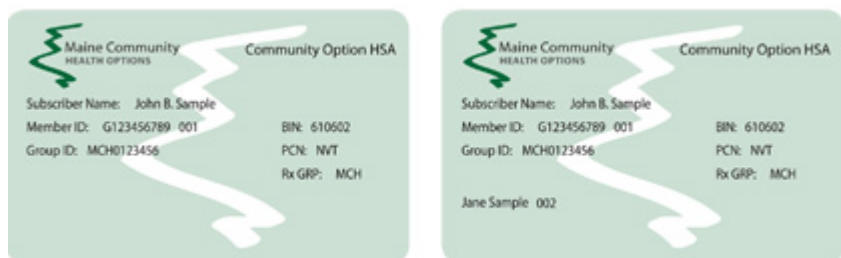 Maine Community
HEALTH OPTIONS
Community Option HSA
Subscriber Name: John B. Sample
Member ID: G123456789 001
BIN: 610602
Group ID: MCH0123456
PCN: NVT
Rx GRP: MCH
Maine Community
HEALTH OPTIONS
Community Option HSA
Subscriber Name: John B. Sample
Member ID: G123456789 001
BIN: 610602
Group ID: MCH0123456
PCN: NVT
Rx GRP: MCH
Jane Sample 002